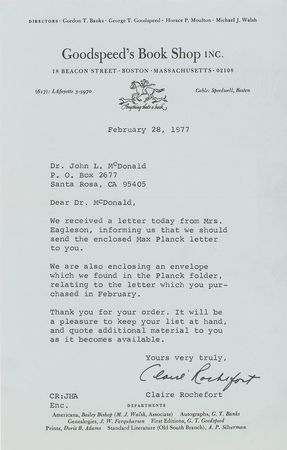 DIRECTORS · Gordon T. Banks · George T. Goodspeed · Horace P. Moulton · Michael J. Walsh
Goodspeed's Book Shop INC.
18 BEACON STREET · BOSTON · MASSACHUSETTS · 02108
(617) LAfayette 3-5970
Cable: Speedwell, Boston
Anything that's a book
February 28, 1977
Dr. John L. McDonald
P. O. Box 2677
Santa Rosa, CA 95405
Dear Dr. McDonald,
We received a letter today from Mrs.
Eagleson, informing us that we should
send the enclosed Max Planck letter
to you.
We are also enclosing an envelope
which we found in the Planck folder,
relating to the letter which you pur-
chased in February.
Thank you for your order. It will be
a pleasure to keep your list at hand,
and quote additional material to you
as it becomes available.
Yours very truly,
Claire Rochefort
Claire Rochefort
CR:JHA
Enc.
DEPARTMENTS
Americana, Bailey Bishop (M. J. Walsh, Associate) Autographs, G. T. Banks
Genealogies, J. W. Farquharson First Editions, G. T. Goodspeed
Prints, Doris B. Adams Standard Literature (Old South Branch), A. P. Silverman